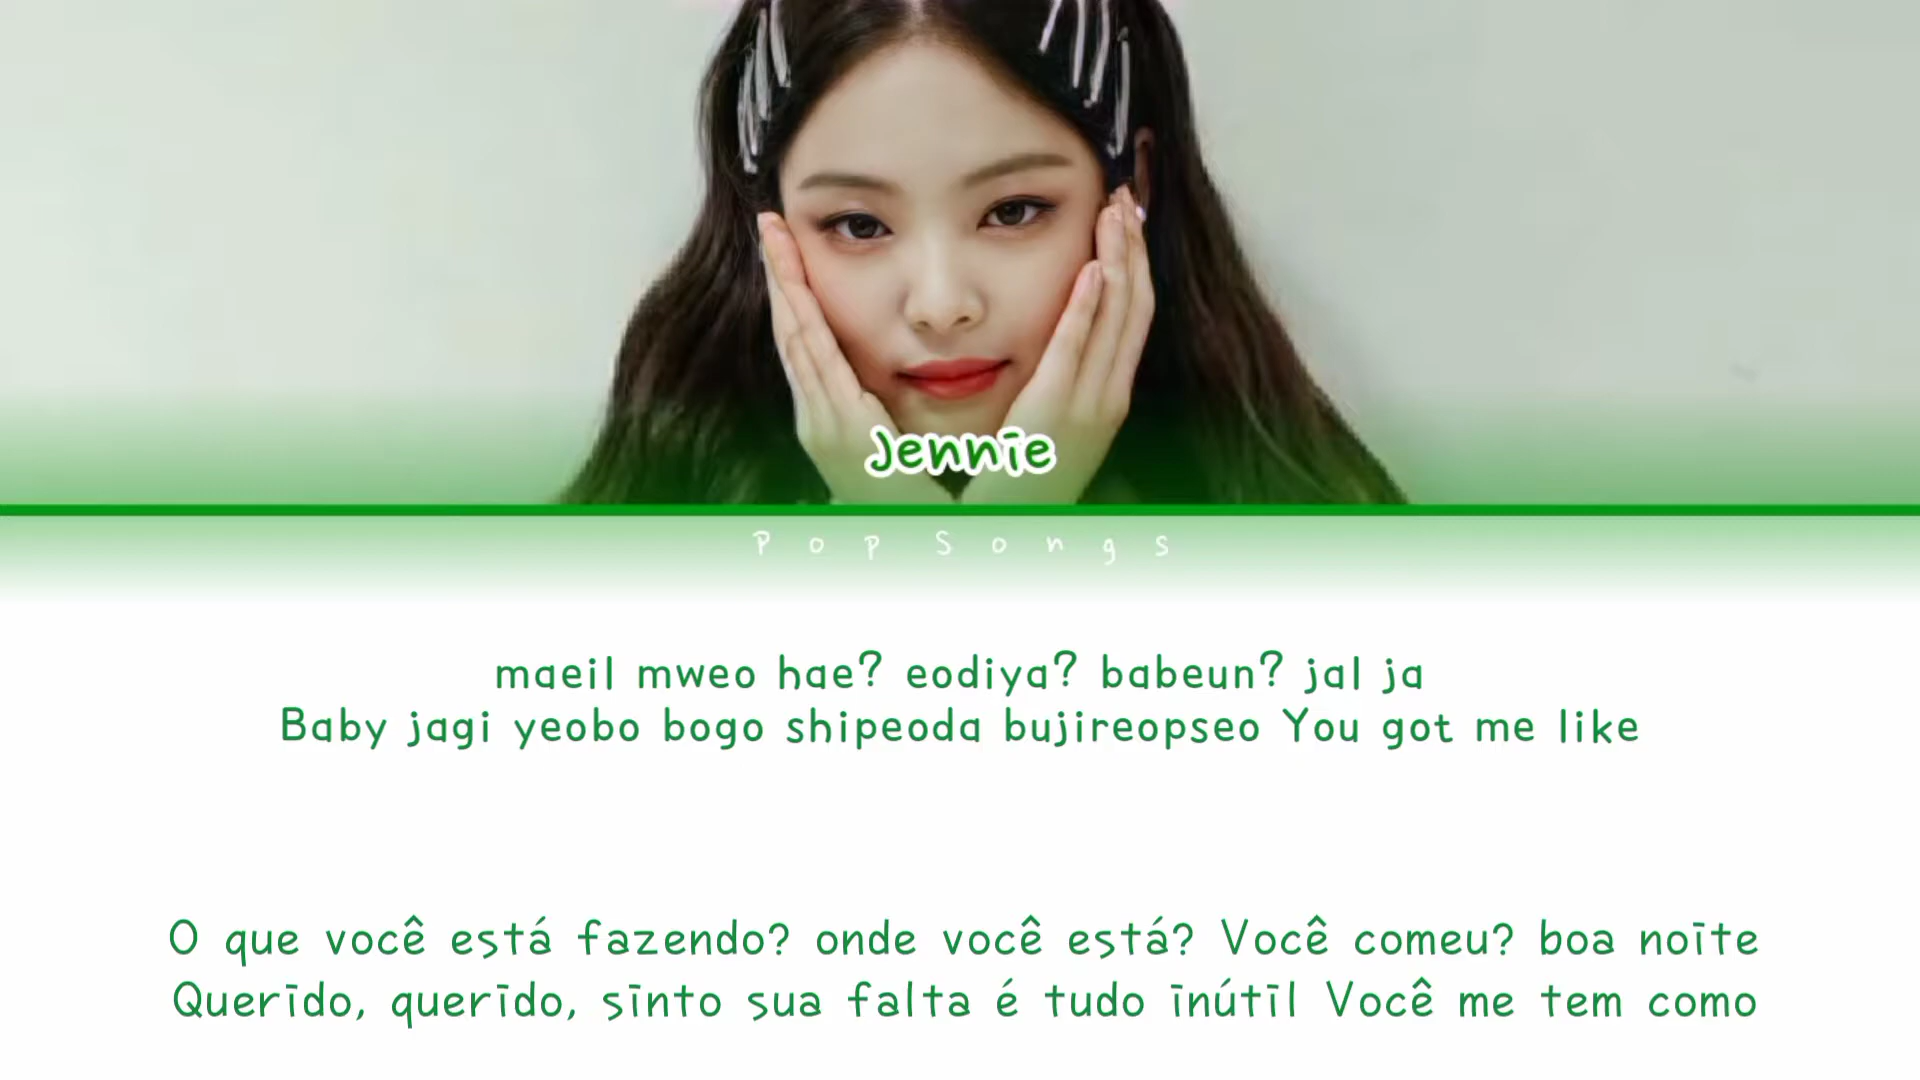 Jennie
Pop Songs
maeil mweo hae? eodiya? babeun? jal ja
Baby jagi yeobo bogo shipeoda bujireopseo You got me like
O que você está fazendo? onde você está? Você comeu? boa noite
Querido, querido, sinto sua falta é tudo inútil Você me tem como